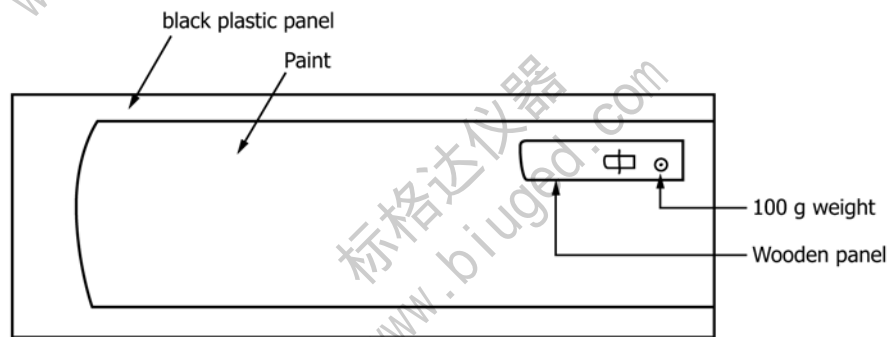 black plastic panel
Paint
标格达仪器
www.biuged.com
100 g weight
Wooden panel